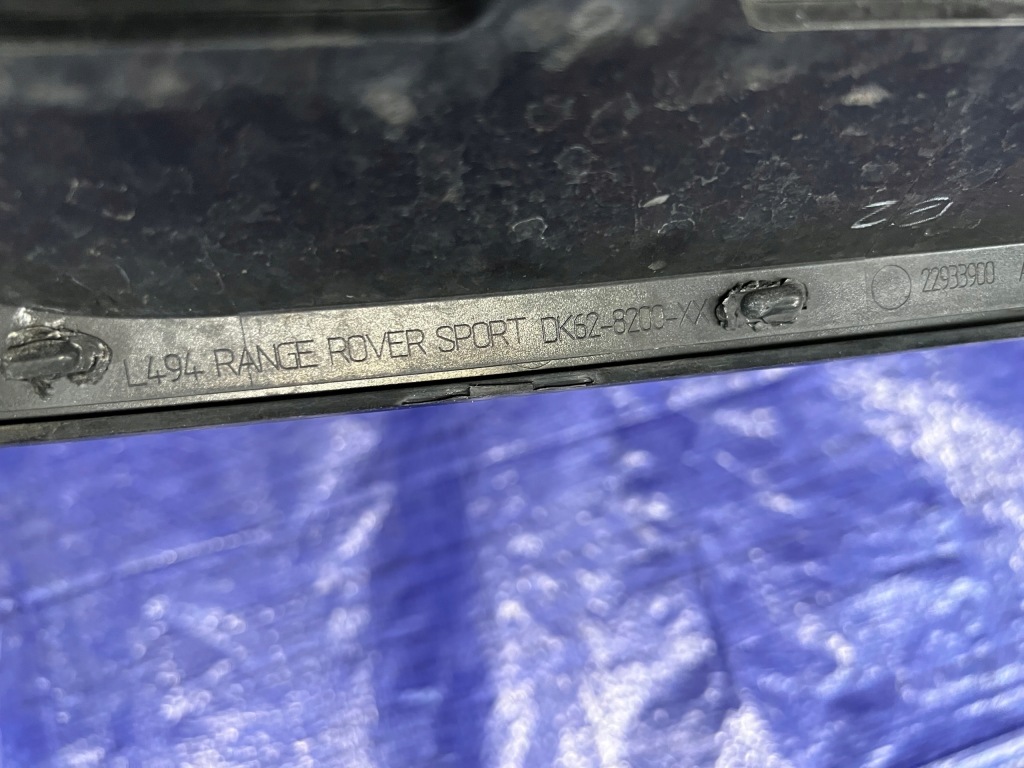 L494 RANGE ROVER SPORT DK62-8200-XX
22933900